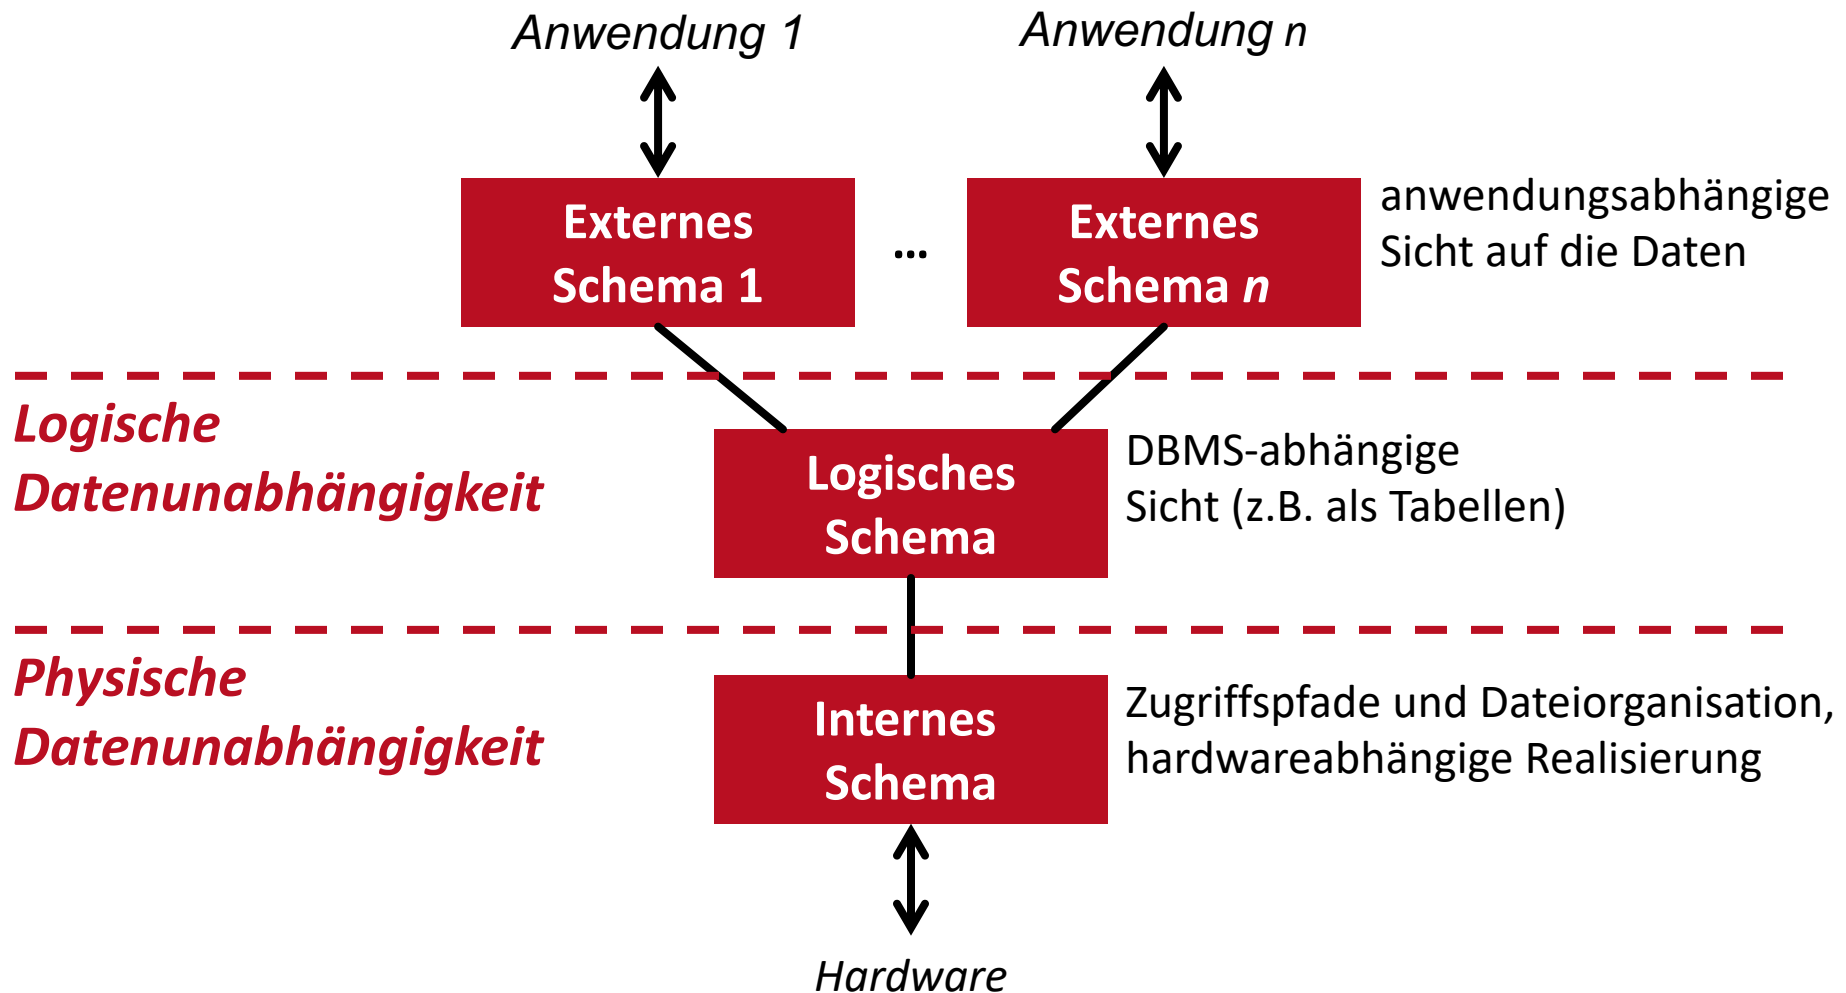 Anwendung 1
Anwendung n
Externes
Schema 1
...
Externes
Schema n
anwendungsabhängige
Sicht auf die Daten
Logische
Datenunabhängigkeit
Logisches
Schema
DBMS-abhängige
Sicht (z.B. als Tabellen)
Physische
Datenunabhängigkeit
Internes
Schema
Zugriffspfade und Dateiorganisation,
hardwareabhängige Realisierung
Hardware